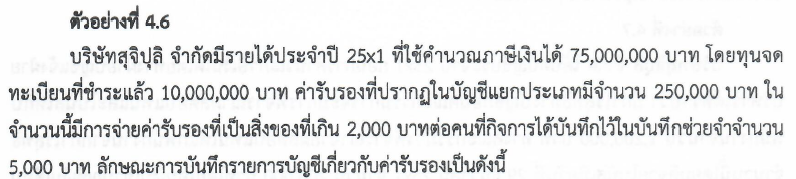 ตัวอย่างที่ 4.6
บริษัทสุจิปุลิ จำกัดมีรายได้ประจำปี 25x1 ที่ใช้คำนวณภาษีเงินได้ 75,000,000 บาท โดยทุนจด
ทะเบียนที่ชำระแล้ว 10,000,000 บาท ค่ารับรองที่ปรากฏในบัญชีแยกประเภทมีจำนวน 250,000 บาท ใน
จำนวนนี้มีการจ่ายค่ารับรองที่เป็นสิ่งของที่เกิน 2,000 บาทต่อคนที่กิจการได้บันทึกไว้ในบันทึกช่วยจำจำนวน
5,000 บาท ลักษณะการบันทึกรายการบัญชีเกี่ยวกับค่ารับรองเป็นดังนี้